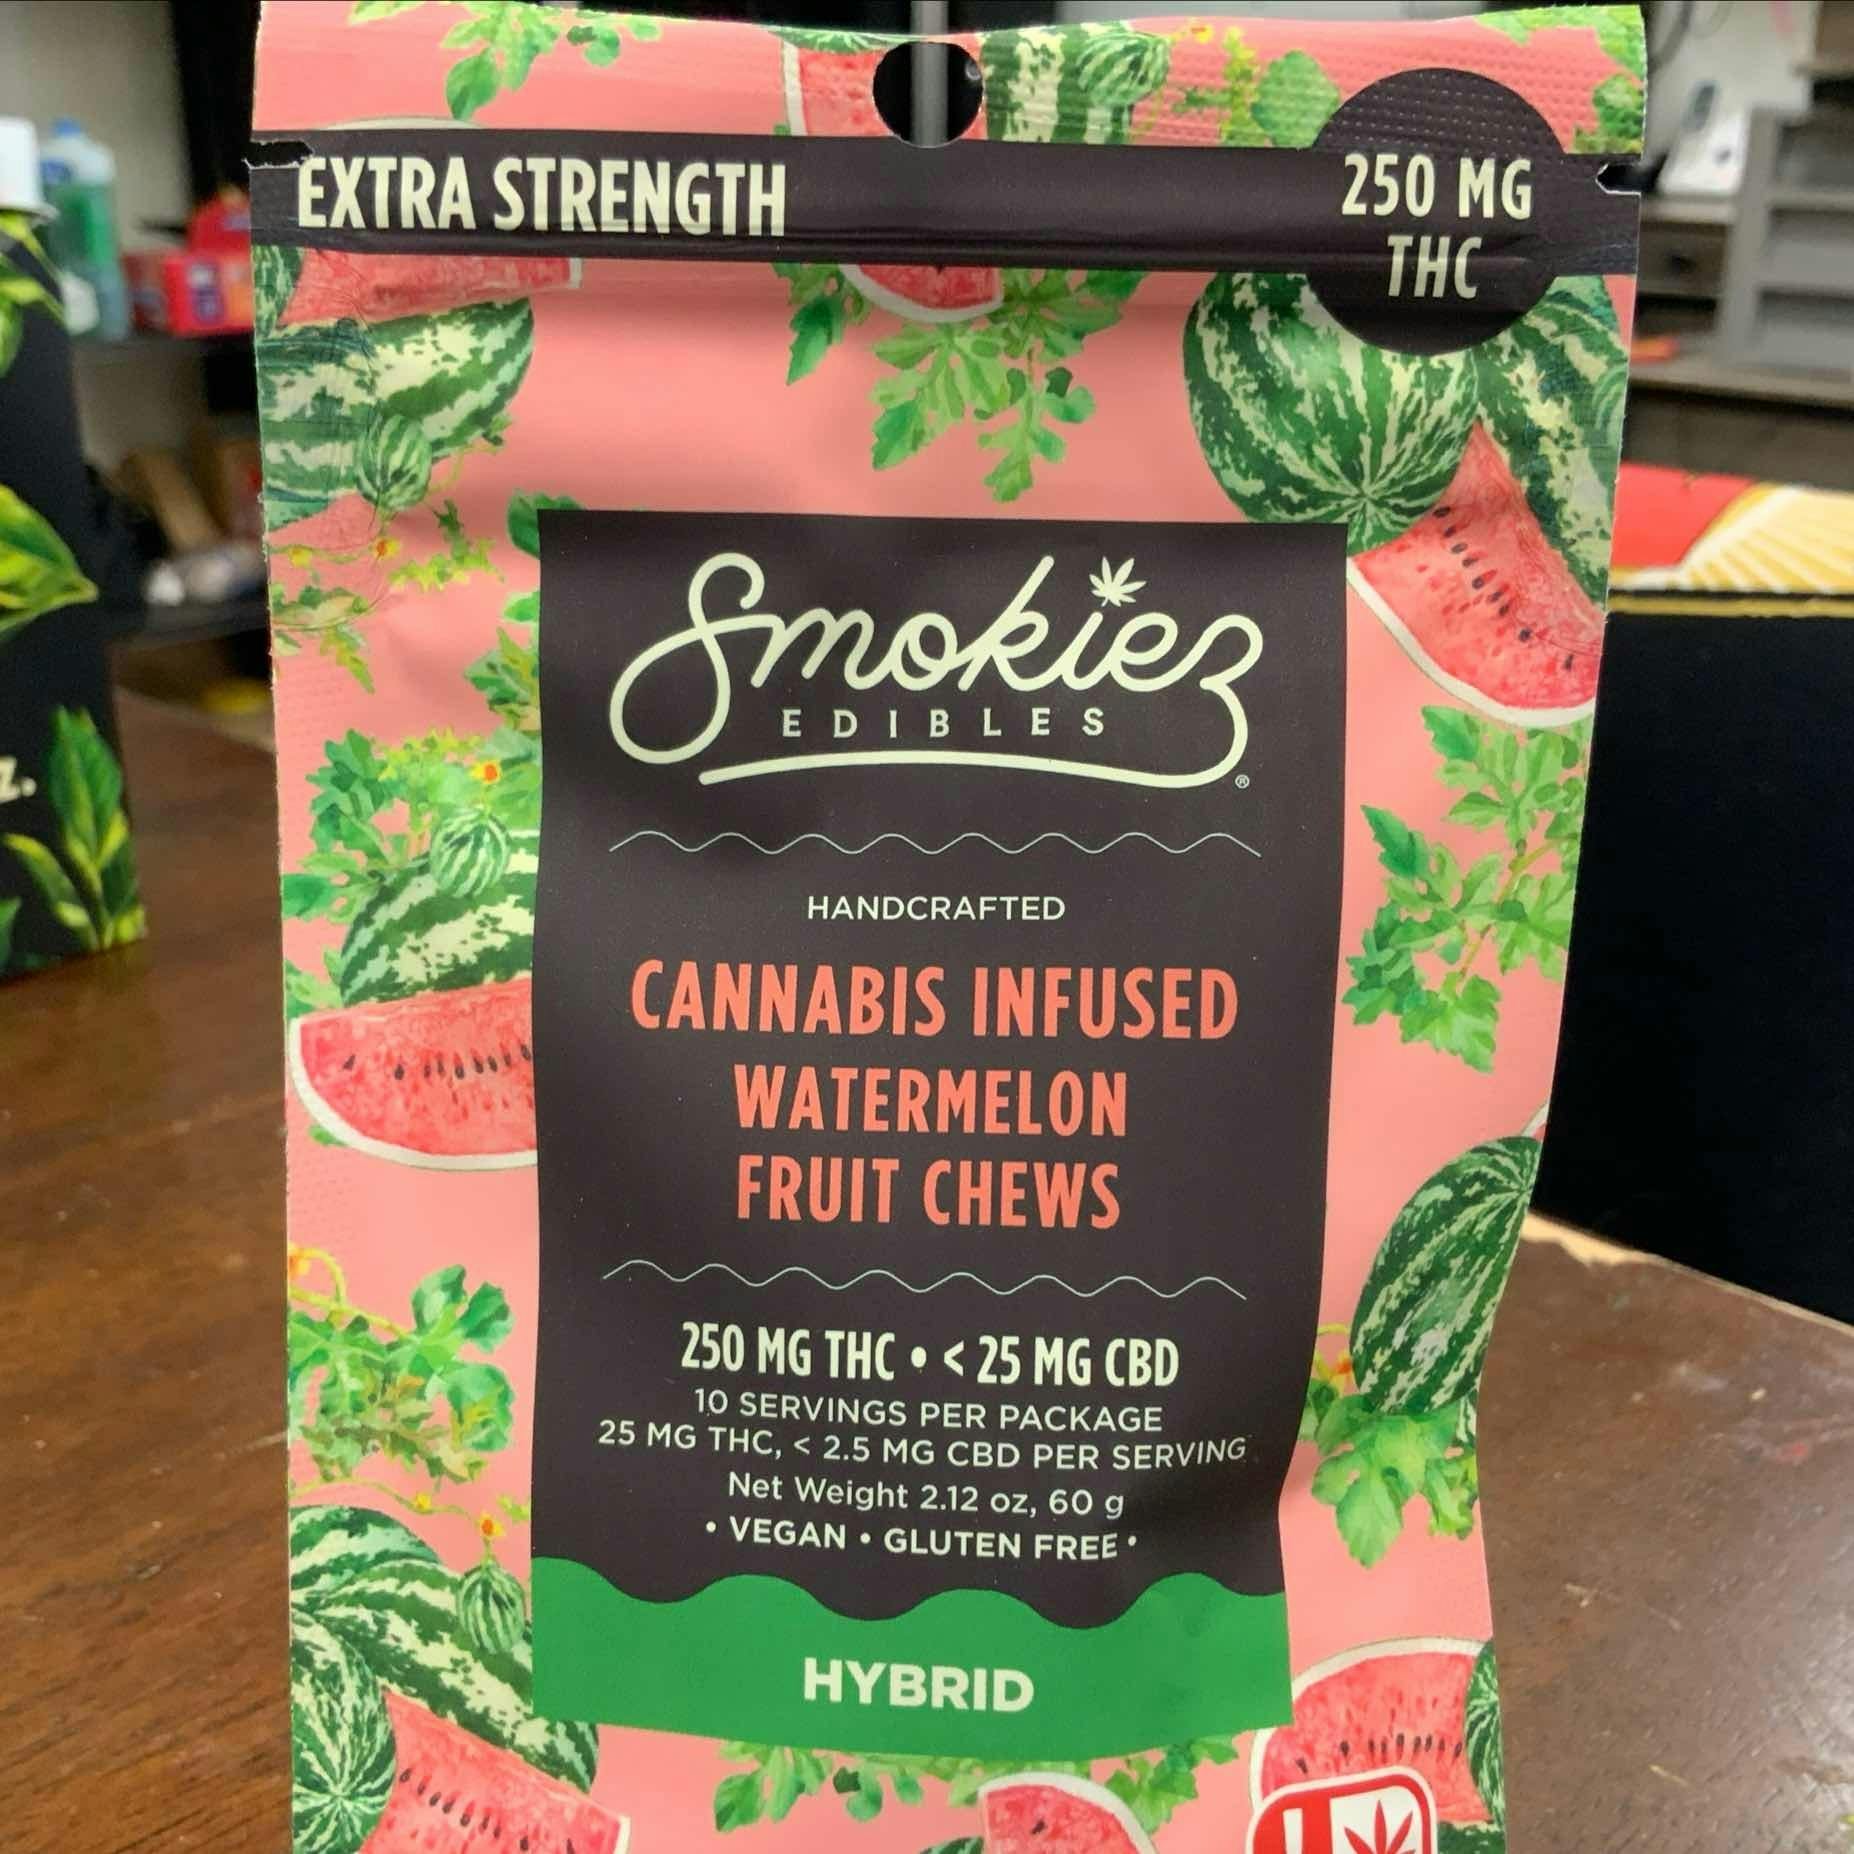 EXTRA STRENGTH
250 MG
THC
Smokiez
EDIBLES
®
HANDCRAFTED
CANNABIS INFUSED
WATERMELON
FRUIT CHEWS
250 MG THC • < 25 MG CBD
10 SERVINGS PER PACKAGE
25 MG THC, < 2.5 MG CBD PER SERVING
Net Weight 2.12 oz, 60 g
• VEGAN • GLUTEN FREE •
HYBRID
z.
!